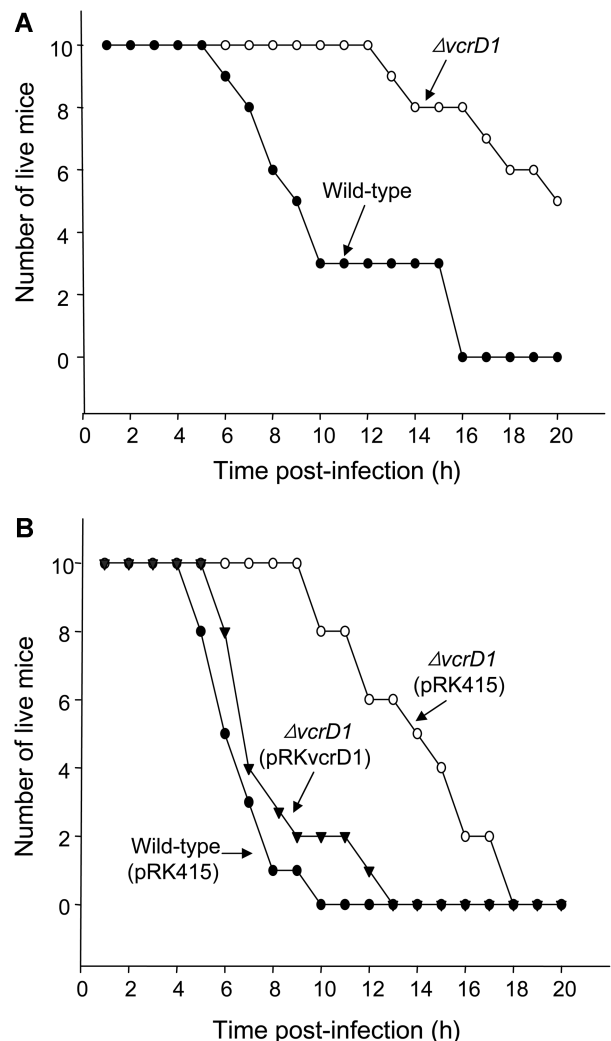 A
10
8
6
4
2
0
Number of live mice
ΔvcrD1
Wild-type
0 2 4 6 8 10 12 14 16 18 20
Time post-infection (h)
B
10
8
6
4
2
0
Number of live mice
ΔvcrD1
(pRK415)
ΔvcrD1
(pRKvcrD1)
Wild-type
(pRK415)
0 2 4 6 8 10 12 14 16 18 20
Time post-infection (h)